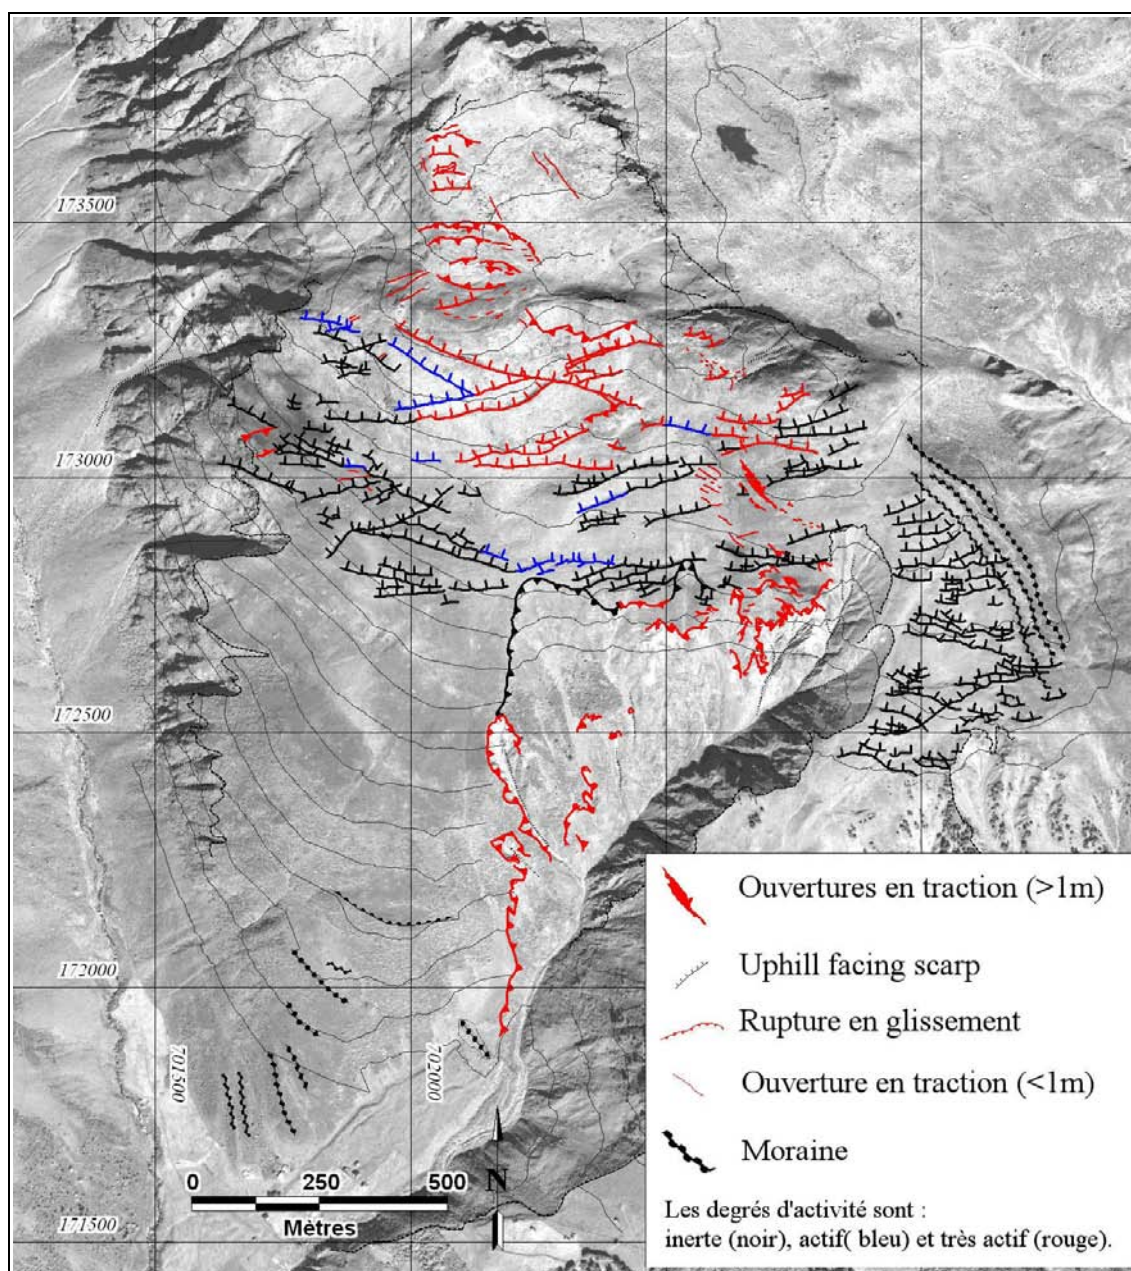 173500
173000
172500
172000
171500
701500
702000
0 250 500
Mètres
N
Ouvertures en traction (>1m)
Uphill facing scarp
Rupture en glissement
Ouverture en traction (<1m)
Moraine
Les degrés d'activité sont :
inerte (noir), actif( bleu) et très actif (rouge).